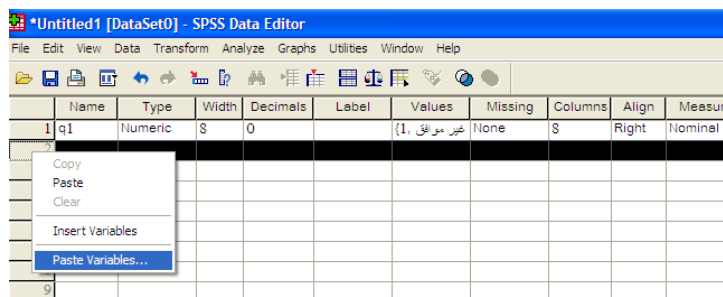 *Untitled1 [DataSet0] - SPSS Data Editor
File Edit View Data Transform Analyze Graphs Utilities Window Help
Name Type Width Decimals Label Values Missing Columns Align Measur
1 q1 Numeric 8 0 {1, غير موافق None 8 Right Nominal
2
Copy
Paste
Clear
Insert Variables
Paste Variables...
9